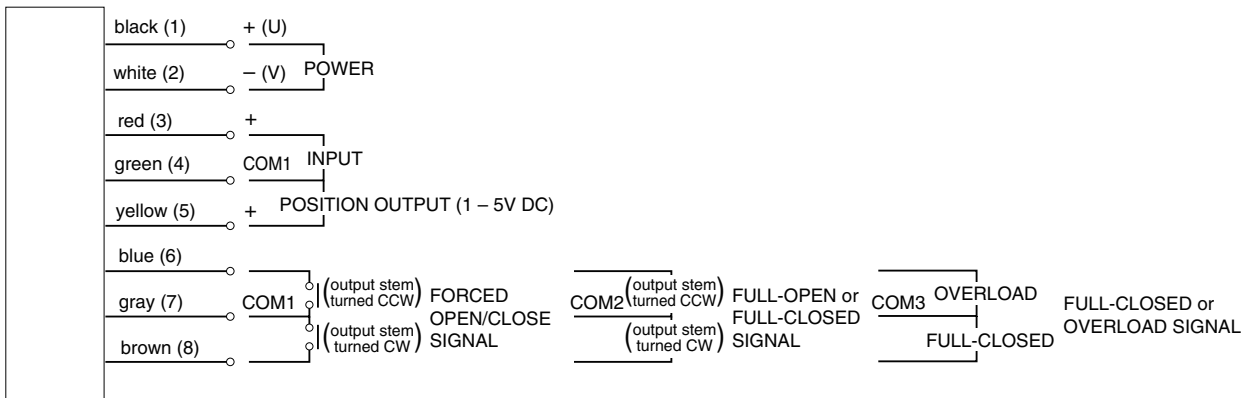 black (1) + (U)
POWER
white (2) – (V)
red (3) +
INPUT
green (4) COM1
POSITION OUTPUT (1 – 5V DC)
yellow (5) +
blue (6)
gray (7) COM1
brown (8)
(output stem
turned CCW)
(output stem
turned CW)
FORCED
OPEN/CLOSE
SIGNAL
COM2
(output stem
turned CCW)
(output stem
turned CW)
FULL-OPEN or
FULL-CLOSED
SIGNAL
COM3
OVERLOAD
FULL-CLOSED
FULL-CLOSED or
OVERLOAD SIGNAL